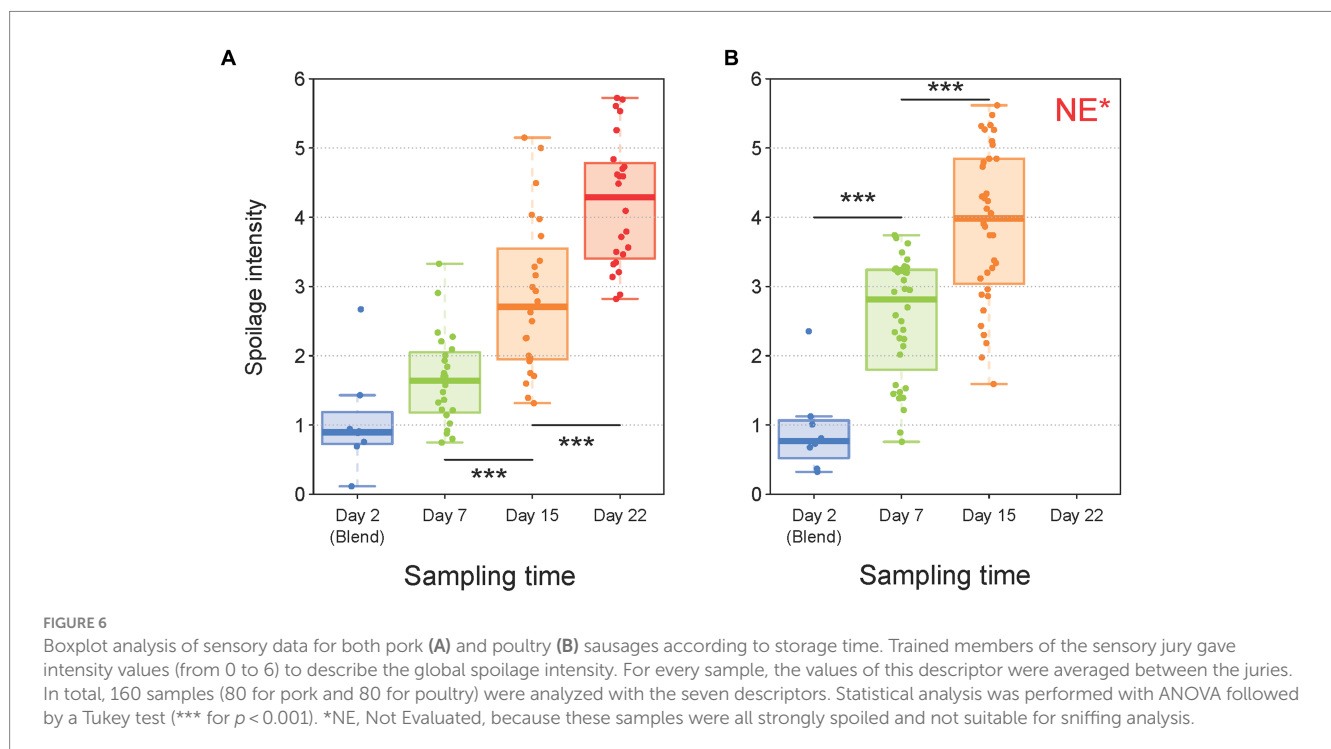 A
6
5
4
3
2
1
0
Spoilage intensity
***
***
Day 2
(Blend)
Day 7
Day 15
Day 22
Sampling time
B
6
5
4
3
2
1
0
***
***
NE*
Day 2
(Blend)
Day 7
Day 15
Day 22
Sampling time
FIGURE 6
Boxplot analysis of sensory data for both pork (A) and poultry (B) sausages according to storage time. Trained members of the sensory jury gave
intensity values (from 0 to 6) to describe the global spoilage intensity. For every sample, the values of this descriptor were averaged between the juries.
In total, 160 samples (80 for pork and 80 for poultry) were analyzed with the seven descriptors. Statistical analysis was performed with ANOVA followed
by a Tukey test (*** for p < 0.001). *NE, Not Evaluated, because these samples were all strongly spoiled and not suitable for sniffing analysis.